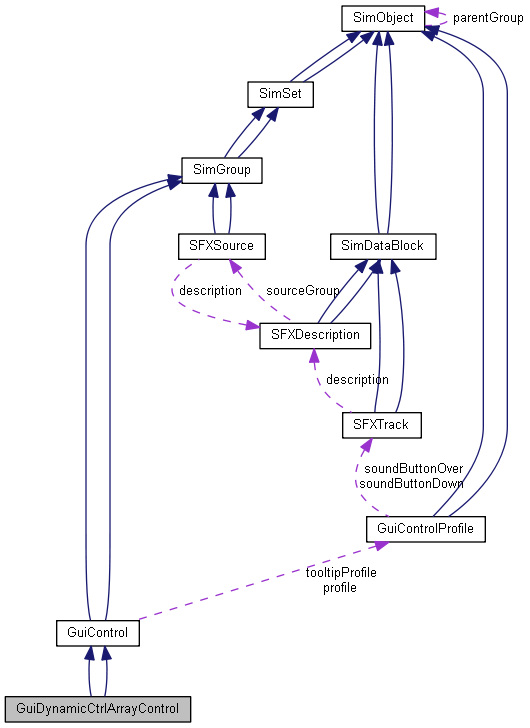 SimObject
parentGroup
SimSet
SimGroup
SFXSource
SimDataBlock
description
sourceGroup
SFXDescription
description
SFXTrack
soundButtonOver
soundButtonDown
GuiControlProfile
tooltipProfile
profile
GuiControl
GuiDynamicCtrlArrayControl